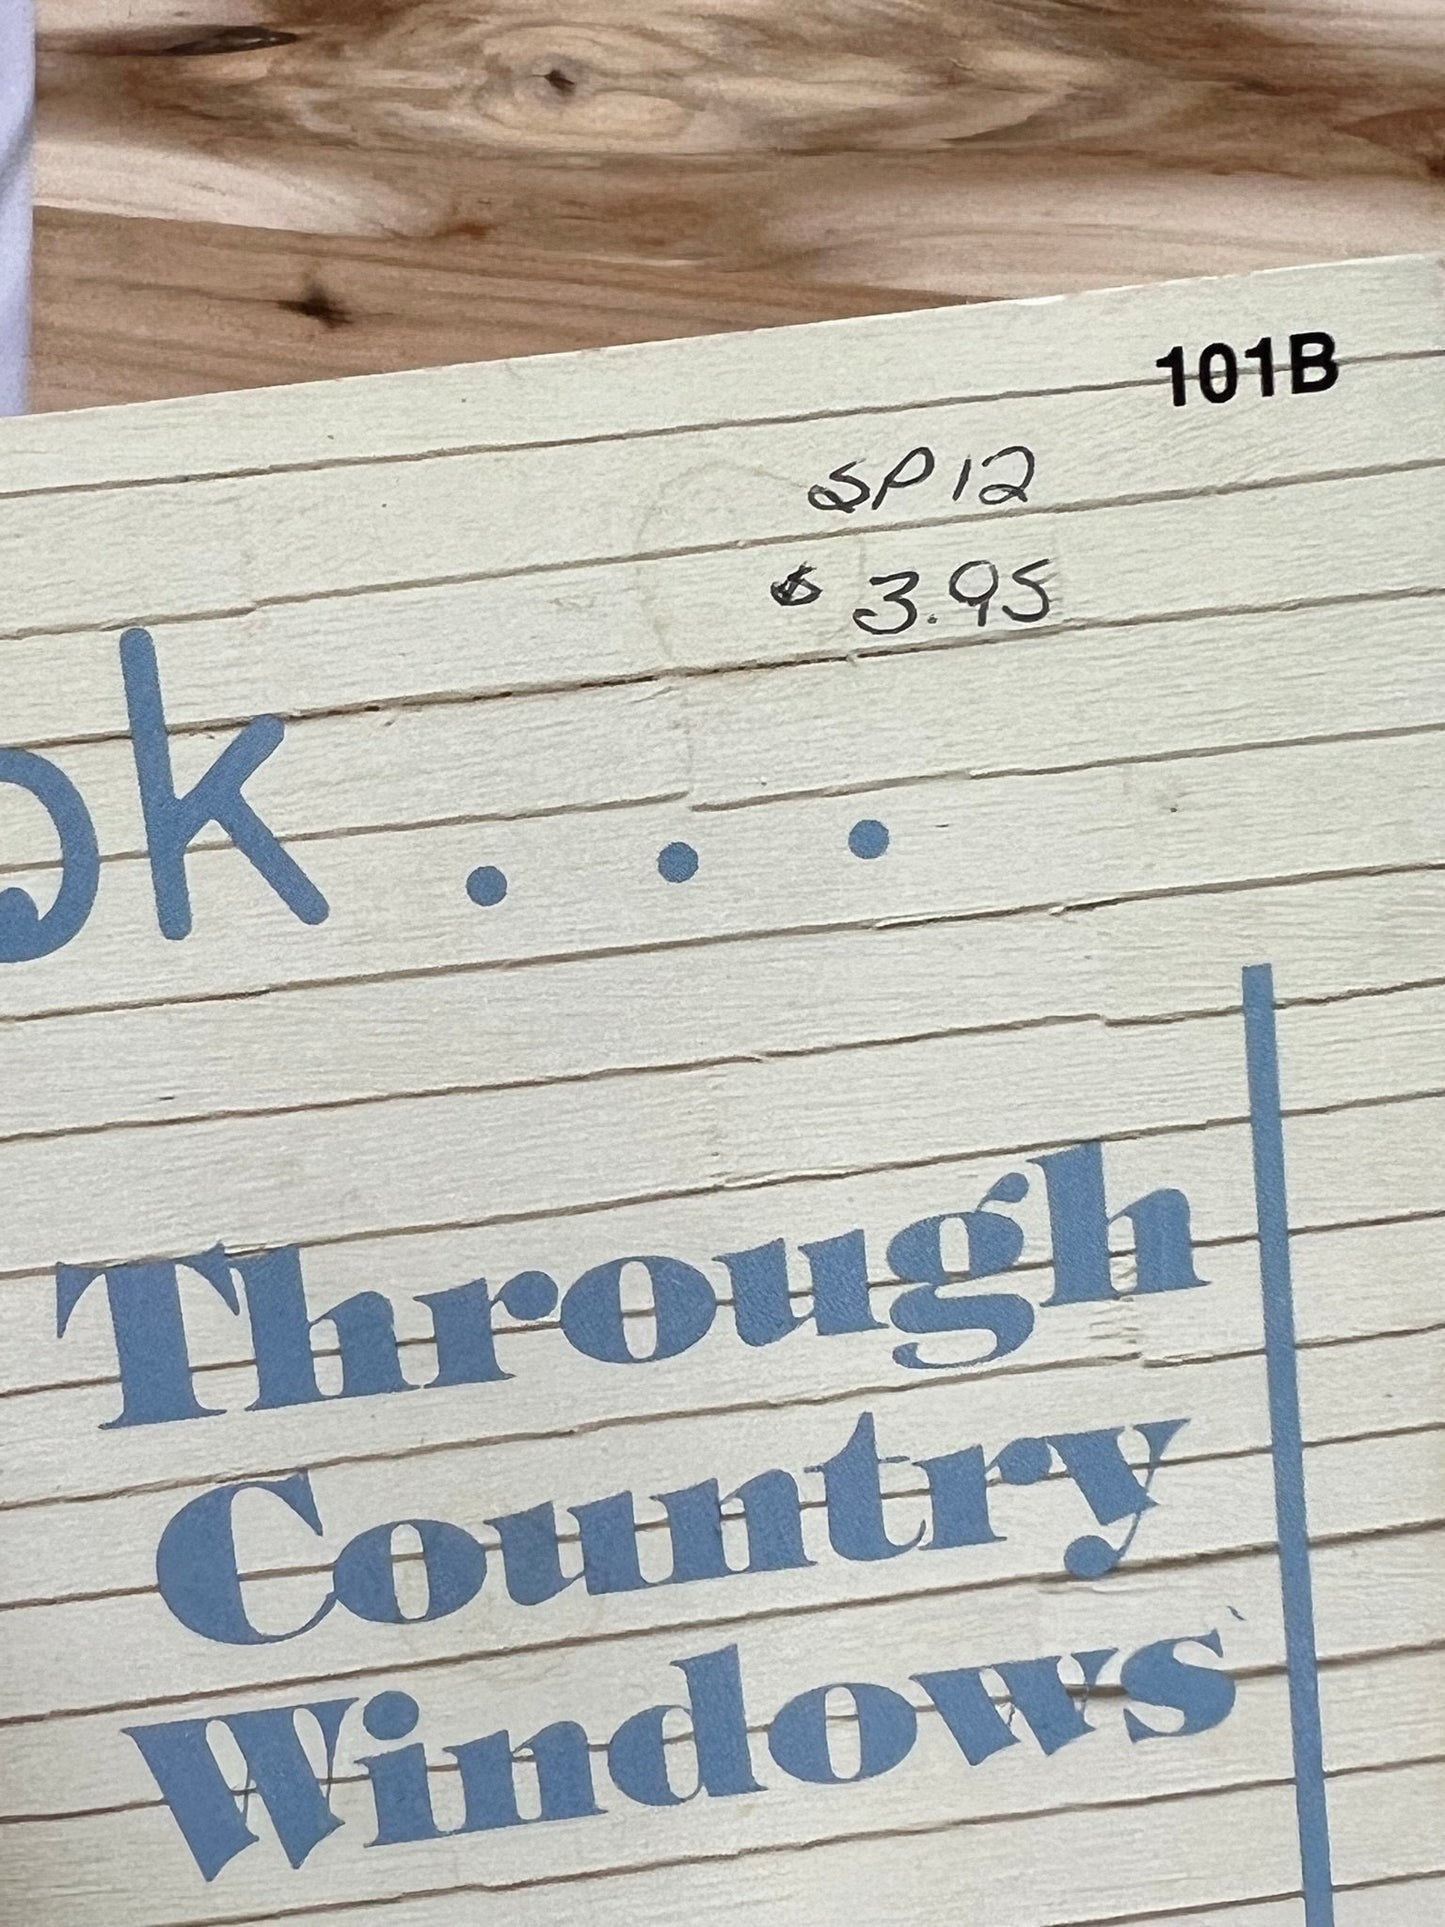 101B
SP12
$ 3.95
ok . . .
Through
Country
Windows